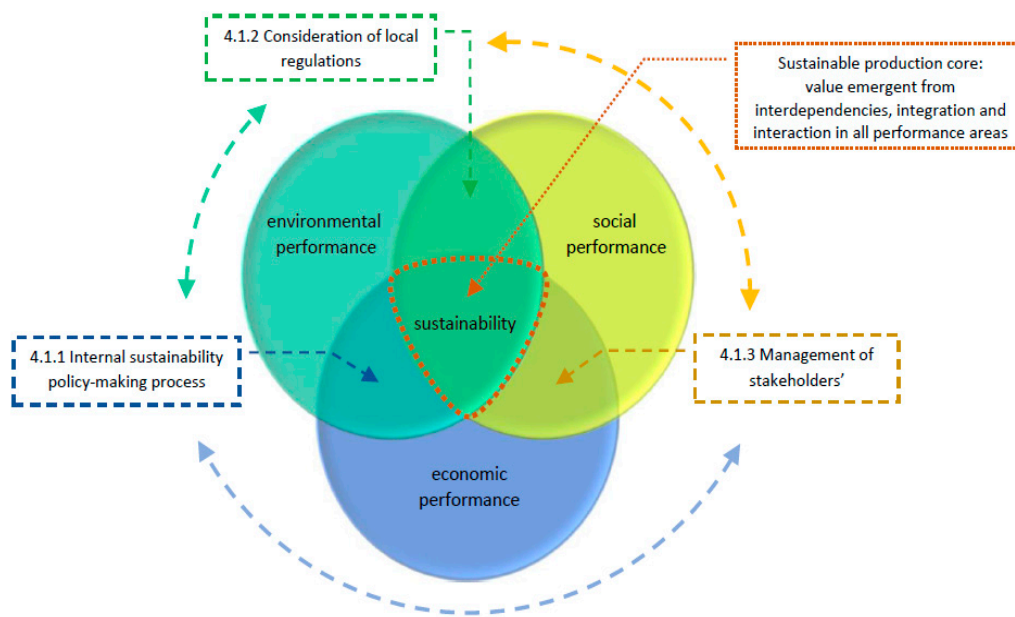 4.1.2 Consideration of local
regulations
Sustainable production core:
value emergent from
interdependencies, integration and
interaction in all performance areas
environmental
performance
social
performance
sustainability
4.1.1 Internal sustainability
policy-making process
4.1.3 Management of
stakeholders’
economic
performance